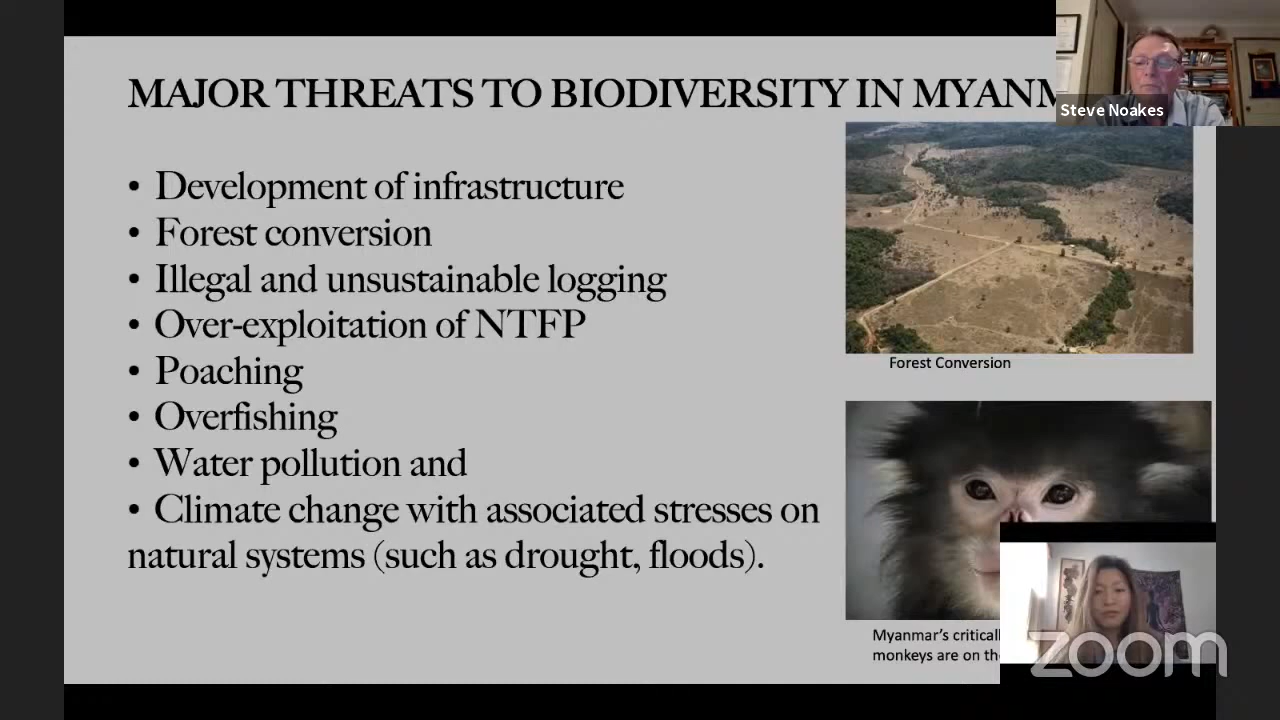 MAJOR THREATS TO BIODIVERSITY IN MYANM
Steve Noakes
• Development of infrastructure
• Forest conversion
• Illegal and unsustainable logging
• Over-exploitation of NTFP
• Poaching
• Overfishing
• Water pollution and
• Climate change with associated stresses on
natural systems (such as drought, floods).
Forest Conversion
Myanmar's critical
monkeys are on th
zoom